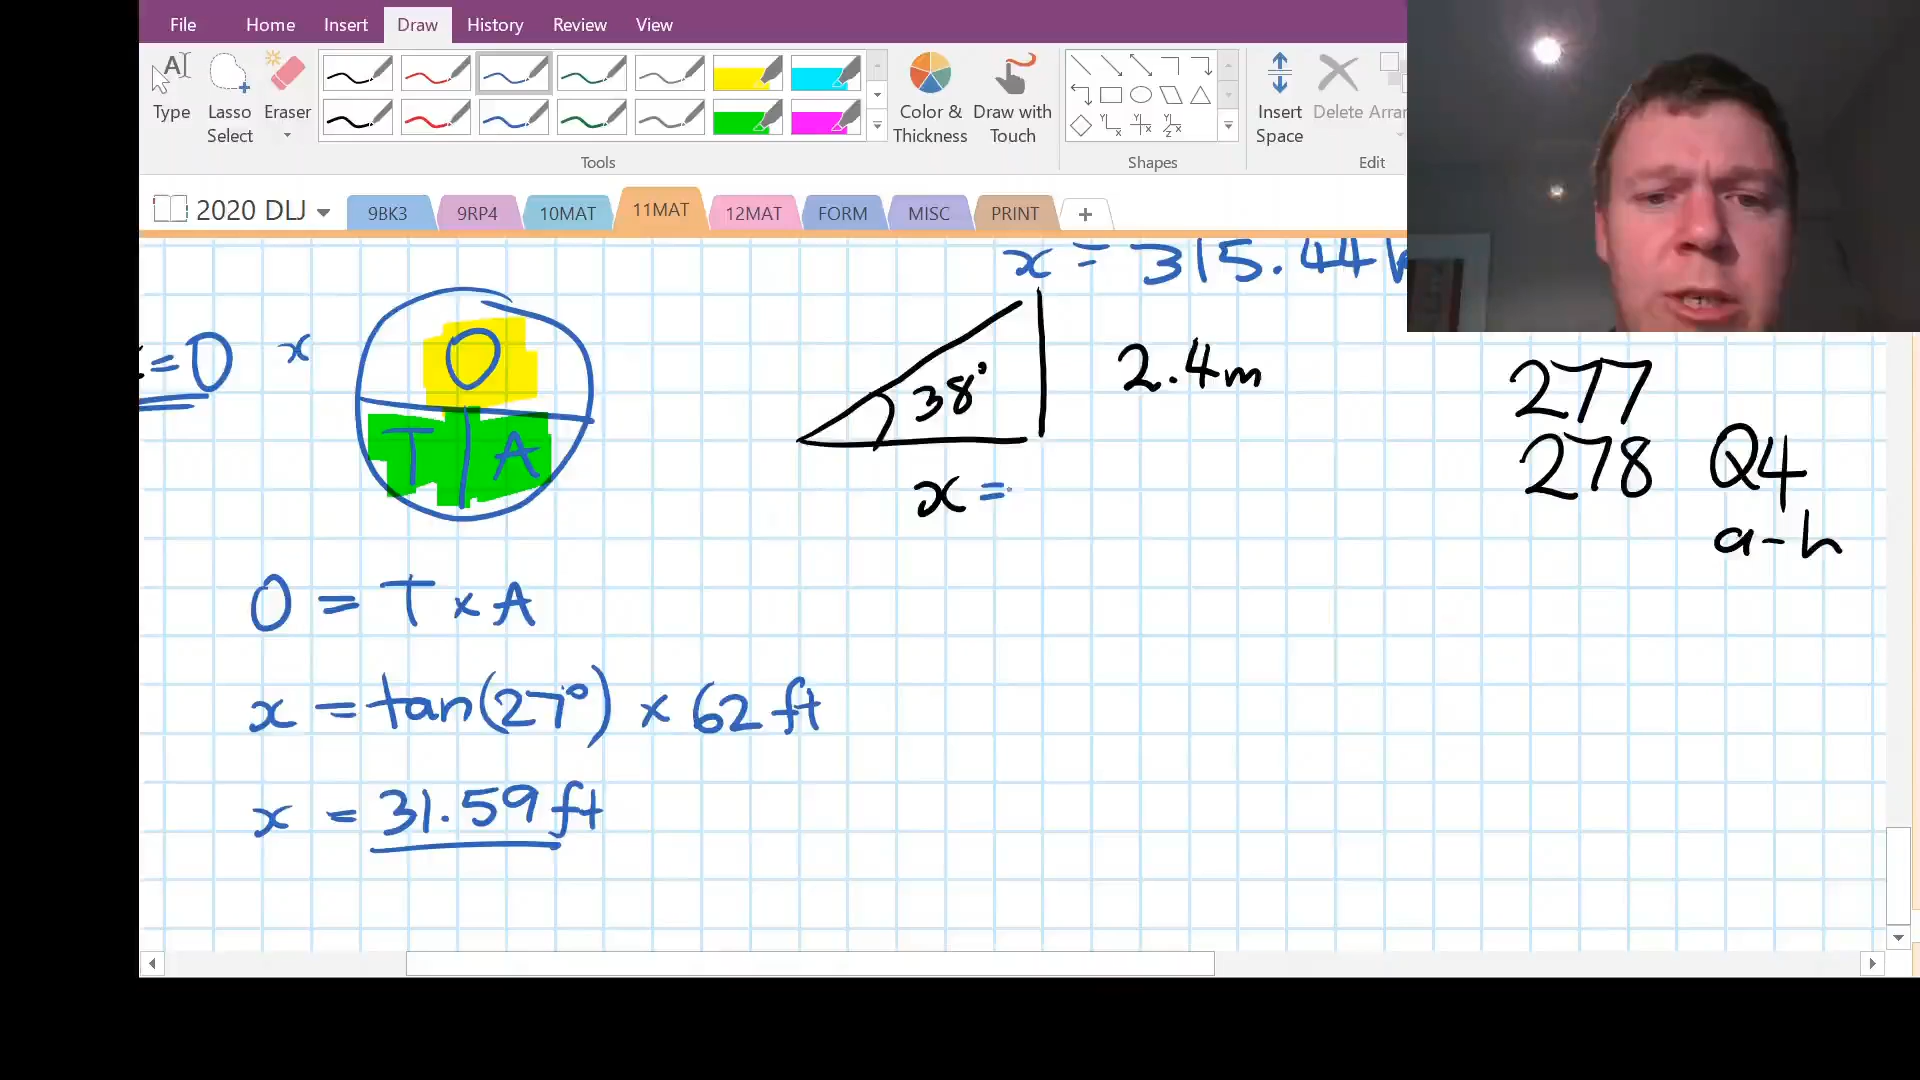 File Home Insert Draw History Review View
Type
Lasso Select
Eraser
Color & Thickness
Draw with Touch
Insert Space
Delete
Tools
Shapes
Edit
2020 DLJ
9BK3 9RP4 10MAT 11MAT 12MAT FORM MISC PRINT +
x = 315.44
= O x
O
T A
38°
2.4m
x =
277
278 Q4
a-h
O = T × A
x = tan(27°) × 62 ft
x = 31.59 ft